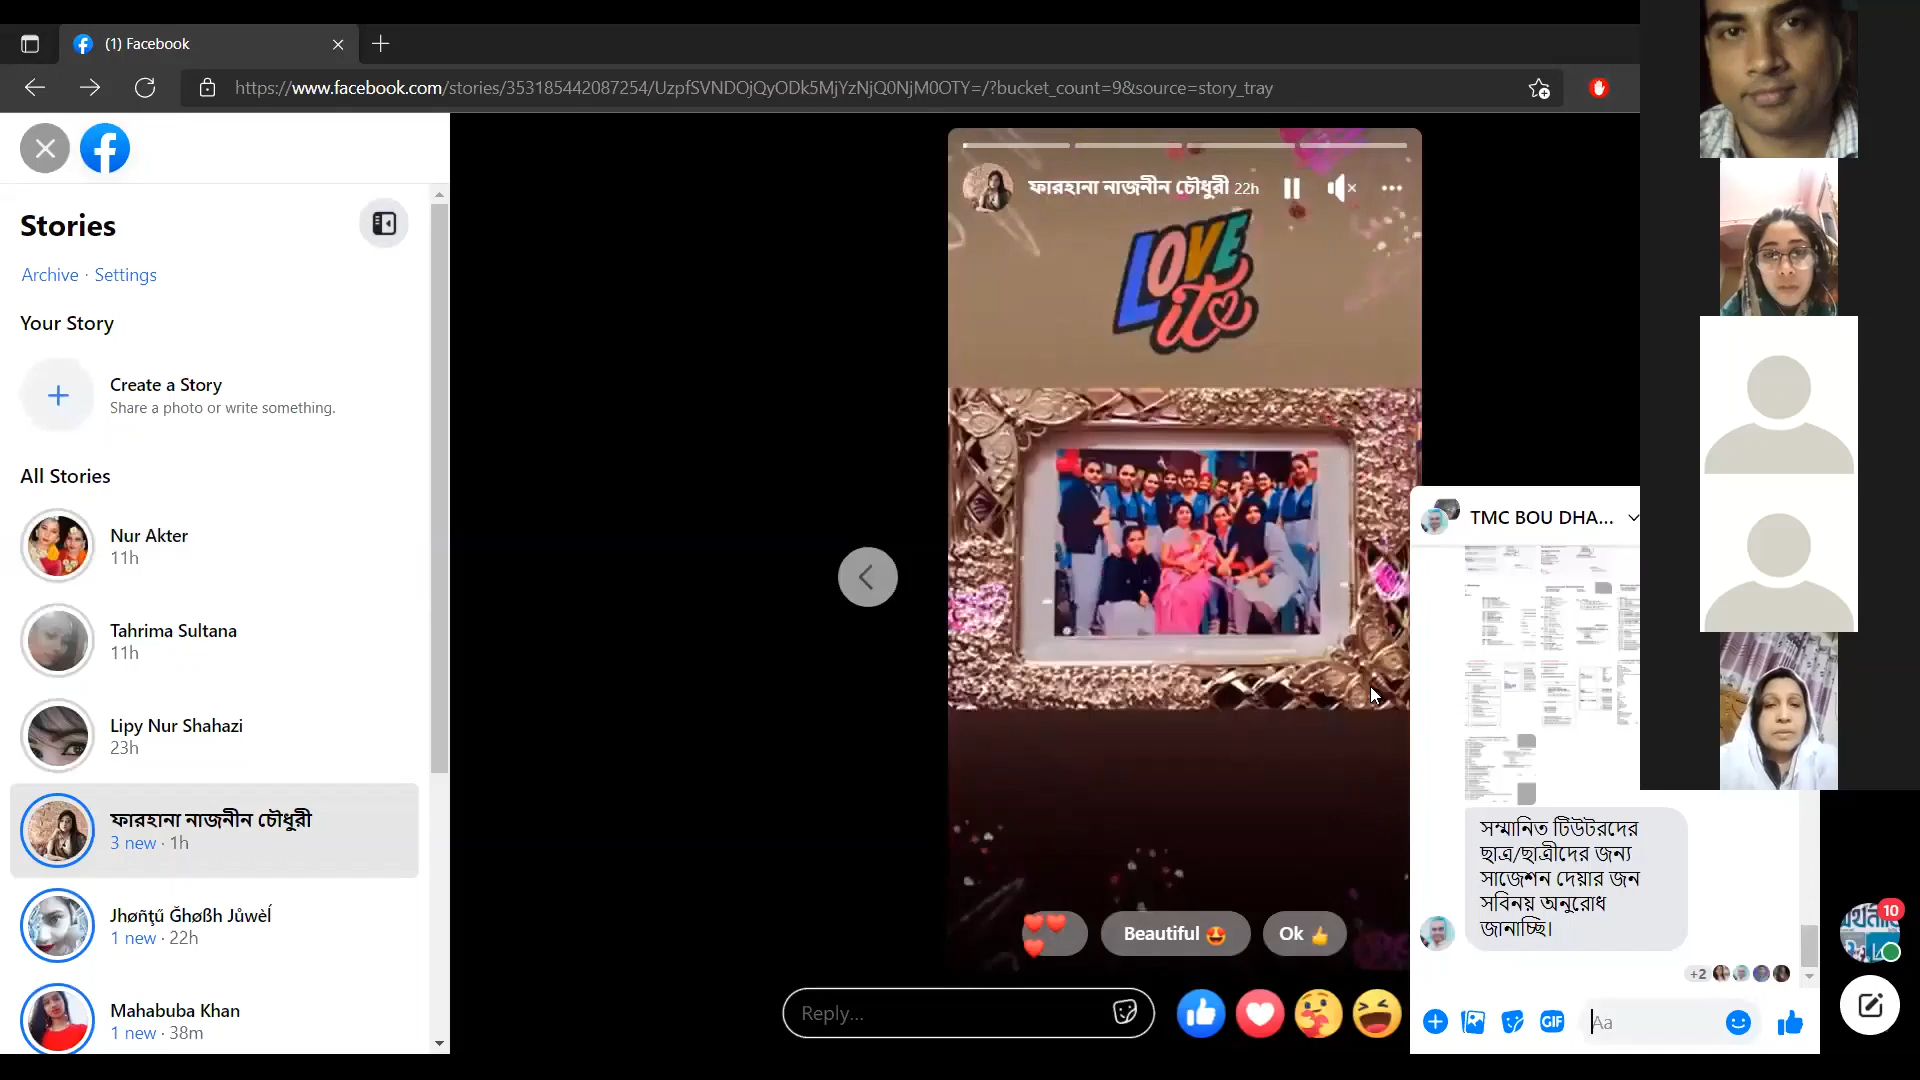 (1) Facebook
https://www.facebook.com/stories/353185442087254/UzpfSVNDOjQyODk5MjYzNjQ0NjM0OTY=/?bucket_count=9&source=story_tray
Stories
Archive · Settings
Your Story
Create a Story
Share a photo or write something.
All Stories
Nur Akter
11h
Tahrima Sultana
11h
Lipy Nur Shahazi
23h
ফারহানা নাজনীন চৌধুরী
3 new · 1h
Jhøñţű Ğhøßh Jůwèĺ
1 new · 22h
Mahabuba Khan
1 new · 38m
ফারহানা নাজনীন চৌধুরী 22h
LOVE
it
Beautiful 🤩
Ok 👍
Reply...
TMC BOU DHA...
সম্মানিত টিউটরদের
ছাত্র/ছাত্রীদের জন্য
সাজেশন দেয়ার জন
সবিনয় অনুরোধ
জানাচ্ছি।
+2
GIF
Aa
10